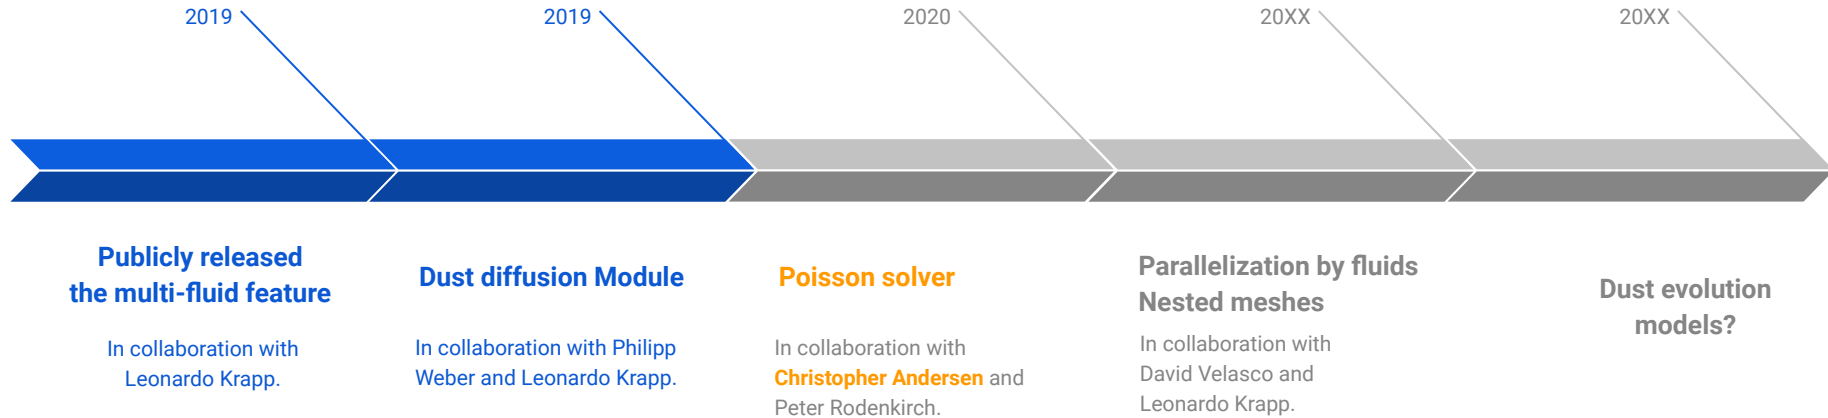 2019
2019
2020
20XX
20XX
Publicly released
the multi-fluid feature
In collaboration with
Leonardo Krapp.
Dust diffusion Module
In collaboration with Philipp
Weber and Leonardo Krapp.
Poisson solver
In collaboration with
Christopher Andersen and
Peter Rodenkirch.
Parallelization by fluids
Nested meshes
In collaboration with
David Velasco and
Leonardo Krapp.
Dust evolution
models?